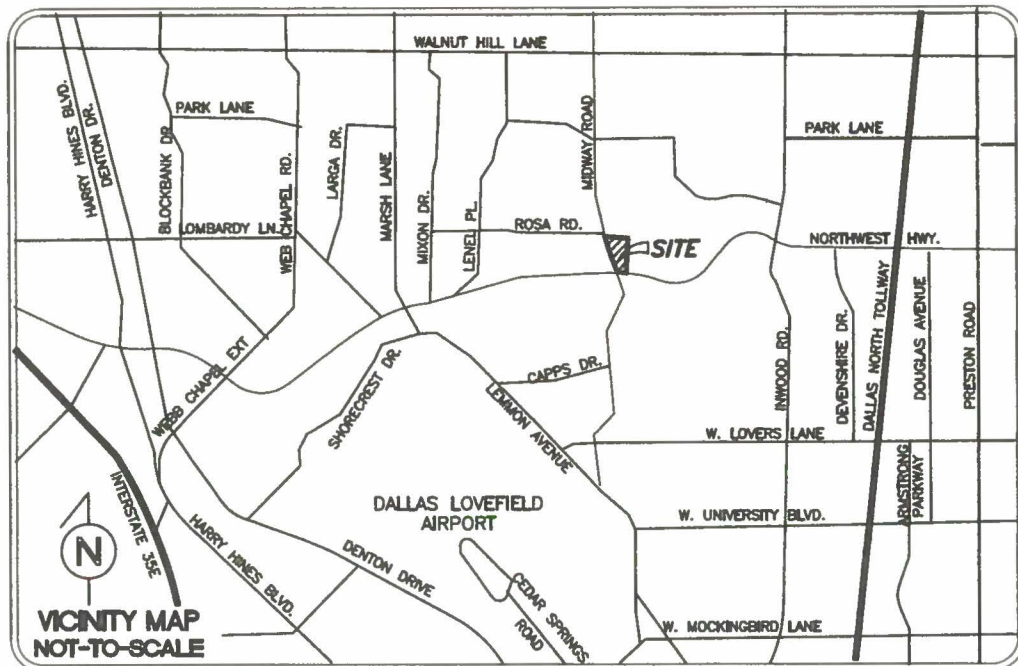 WALNUT HILL LANE
HARRY HINES BLVD.
DENTON DR.
PARK LANE
BLOCKBANK DR
WEB CHAPEL RD.
LARGA DR.
MARSH LANE
MIXON DR.
LENEL PL.
MIDWAY ROAD
PARK LANE
LOMBARDY LN.
ROSA RD.
SITE
NORTHWEST HWY.
INWOOD RD.
DEVENSHIRE DR.
DALLAS NORTH TOLLWAY
DOUGLAS AVENUE
PRESTON ROAD
WEBB CHAPEL EXT
SHORECREST DR.
CAPPS DR.
LEMMON AVENUE
W. LOVERS LANE
ARMSTRONG
PARKWAY
INTERSTATE 35E
DALLAS LOVEFIELD
AIRPORT
W. UNIVERSITY BLVD.
N
HARRY HINES BLVD.
DENTON DRIVE
CEDAR SPRINGS
ROAD
W. MOCKINGBIRD LANE
VICINITY MAP
NOT-TO-SCALE